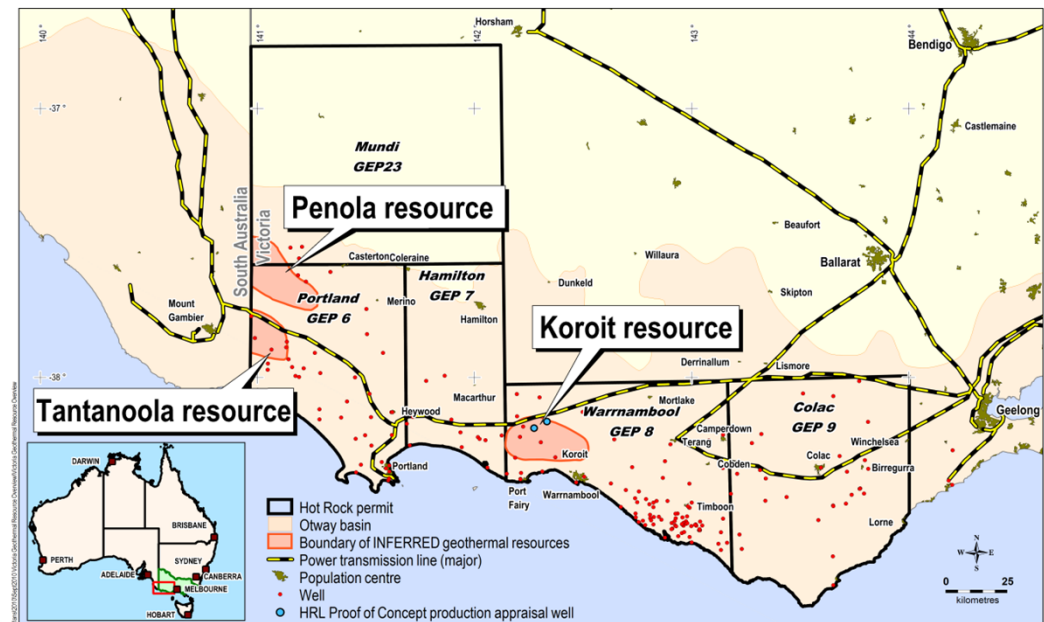 140
141
142
143
144
Horsham
Bendigo
-37 °
Castlemaine
Mundi
GEP23
South Australia
Victoria
Penola resource
Beaufort
Casterton
Coleraine
Willaura
Ballarat
Hamilton
GEP 7
Dunkeld
Portland
GEP 6
Merino
Skipton
Mount
Gambier
Hamilton
Koroit resource
Derrinallum
Lismore
-38 °
Tantanoola resource
Macarthur
Mortlake
Heywood
Warrnambool
GEP 8
Colac
GEP 9
Geelong
Camperdown
Terang
Winchelsea
Koroit
Cobden
Colac
Birregurra
Portland
Port
Fairy
Warrnambool
Timboon
Lorne
DARWIN
BRISBANE
PERTH
SYDNEY
ADELAIDE
CANBERRA
MELBOURNE
HOBART
Hot Rock permit
Otway basin
Boundary of INFERRED geothermal resources
Power transmission line (major)
Population centre
Well
HRL Proof of Concept production appraisal well
N
W
E
S
0
25
kilometres